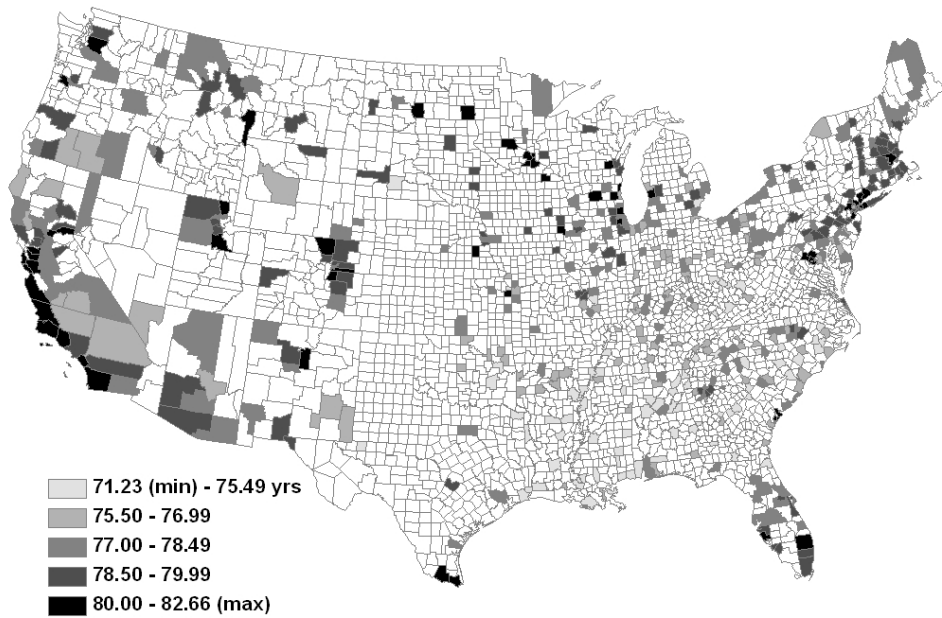 71.23 (min) - 75.49 yrs
75.50 - 76.99
77.00 - 78.49
78.50 - 79.99
80.00 - 82.66 (max)